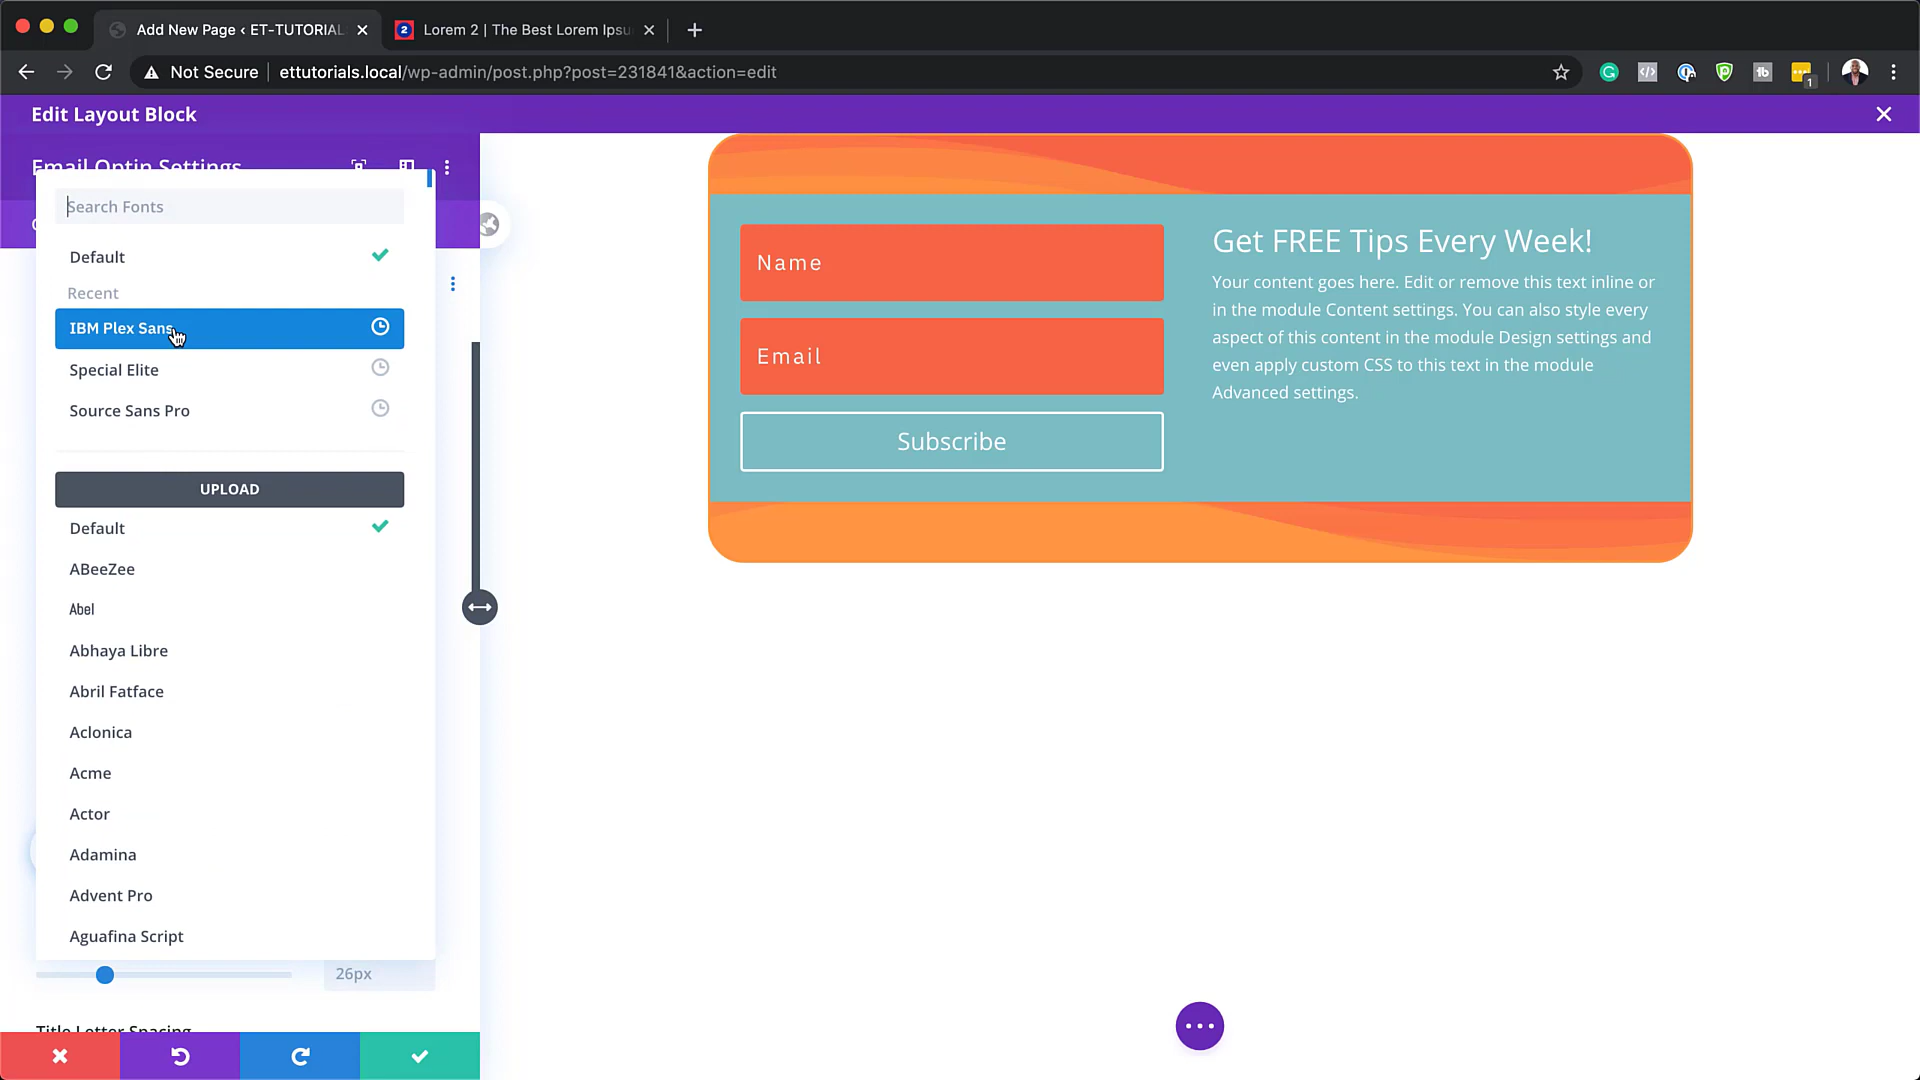 Add New Page ‹ ET-TUTORIAL
Lorem 2 | The Best Lorem Ipsu
Not Secure
ettutorials.local/wp-admin/post.php?post=231841&action=edit
1
Edit Layout Block
Email Optin Settings
Search Fonts
Default
Recent
IBM Plex Sans
Special Elite
Source Sans Pro
UPLOAD
Default
ABeeZee
Abel
Abhaya Libre
Abril Fatface
Aclonica
Acme
Actor
Adamina
Advent Pro
Aguafina Script
26px
Title Letter Spacing
Name
Email
Subscribe
Get FREE Tips Every Week!
Your content goes here. Edit or remove this text inline or
in the module Content settings. You can also style every
aspect of this content in the module Design settings and
even apply custom CSS to this text in the module
Advanced settings.